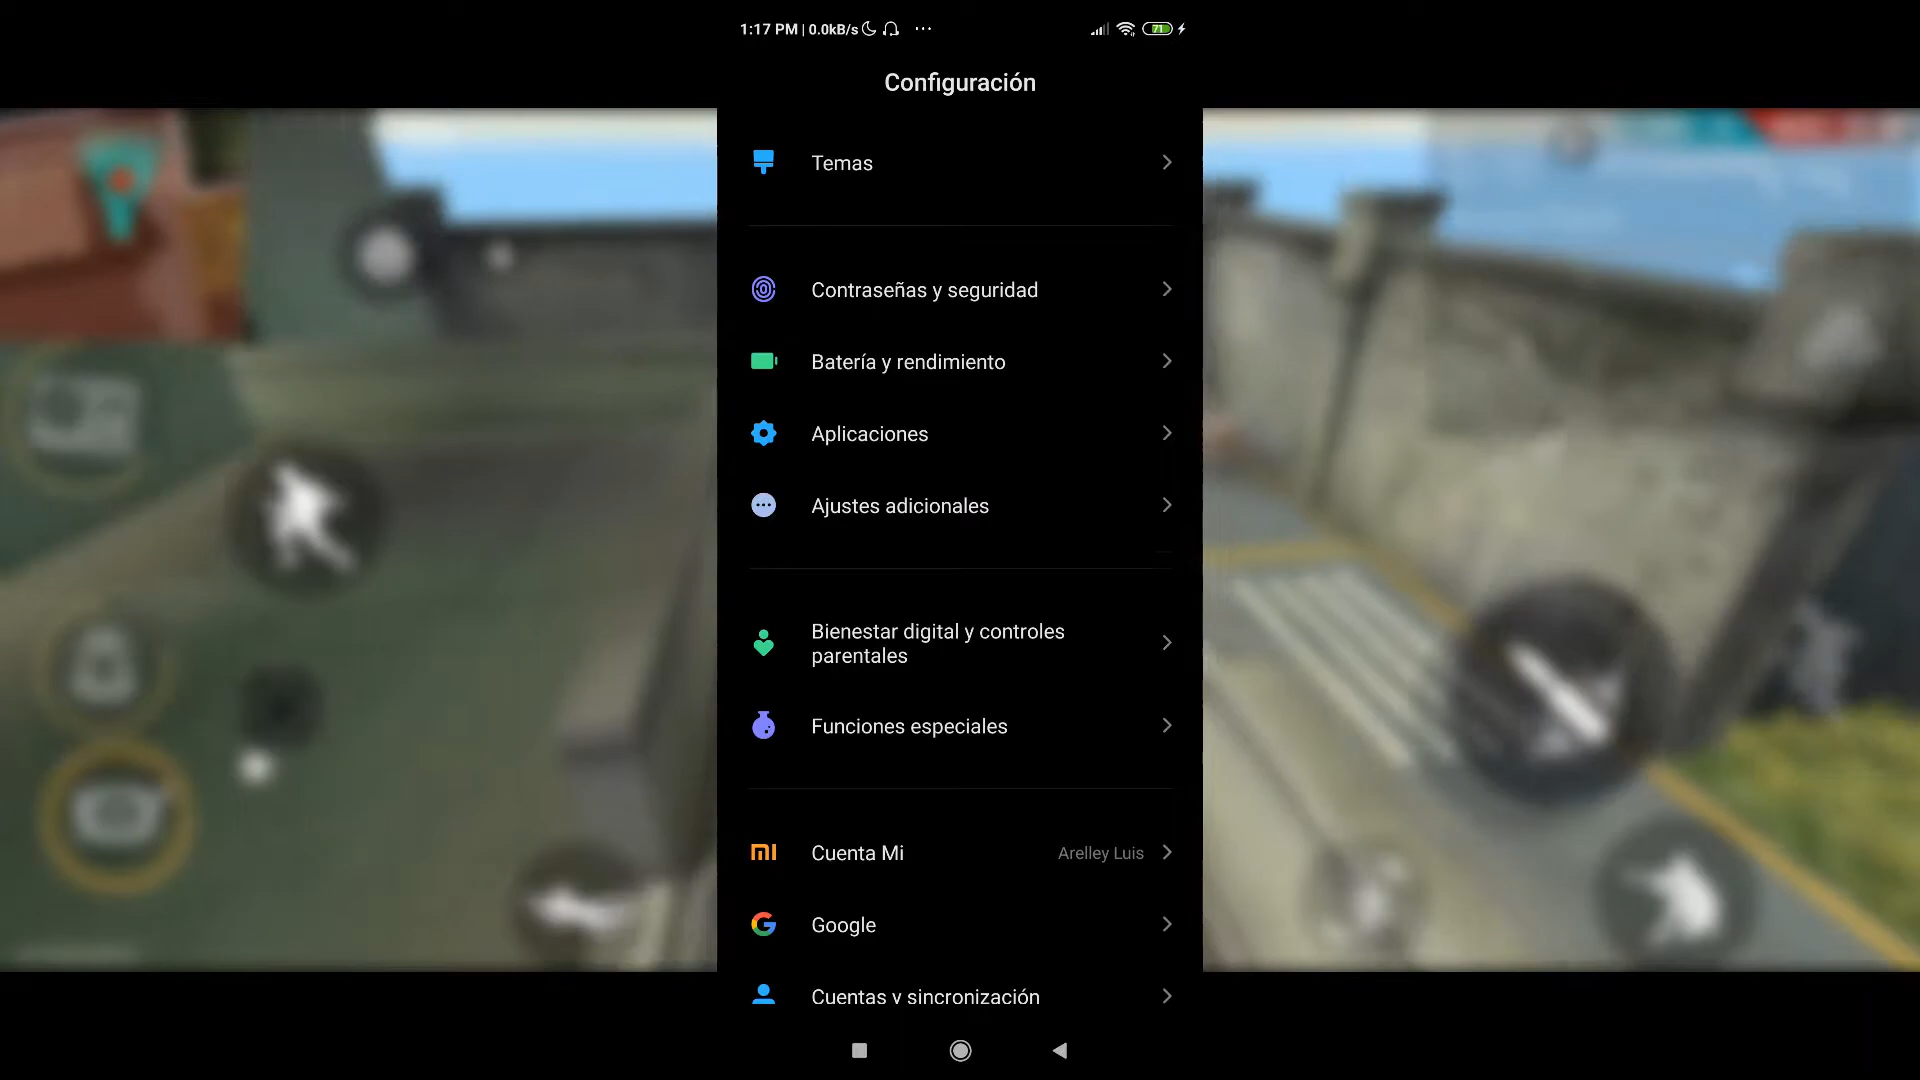 1:17 PM | 0.0kB/s ... 71
Configuración
Temas
Contraseñas y seguridad
Batería y rendimiento
Aplicaciones
Ajustes adicionales
Bienestar digital y controles
parentales
Funciones especiales
Cuenta Mi Arelley Luis
Google
Cuentas y sincronización